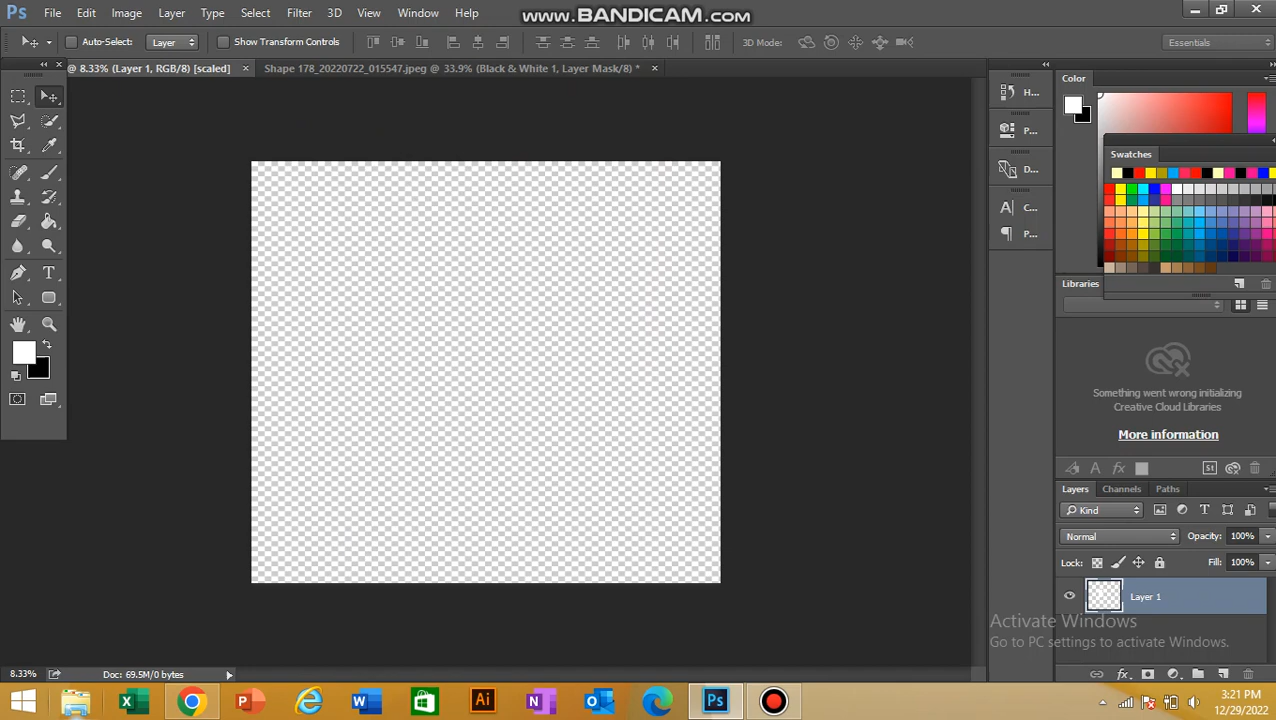 Ps File Edit Image Layer Type Select Filter 3D View Window Help
www.BANDICAM.com
Auto-Select: Layer Show Transform Controls 3D Mode: Essentials
@ 8.33% (Layer 1, RGB/8) [scaled] × Shape 178_20220722_015547.jpeg @ 33.9% (Black & White 1, Layer Mask/8) * ×
Color
H...
P...
Swatches
D...
C...
P...
Libraries
Something went wrong initializing
Creative Cloud Libraries
More information
St
Layers Channels Paths
Kind
Normal Opacity: 100%
Lock: Fill: 100%
Layer 1
Activate Windows
Go to PC settings to activate Windows.
8.33% Doc: 69.5M/0 bytes
3:21 PM
12/29/2022